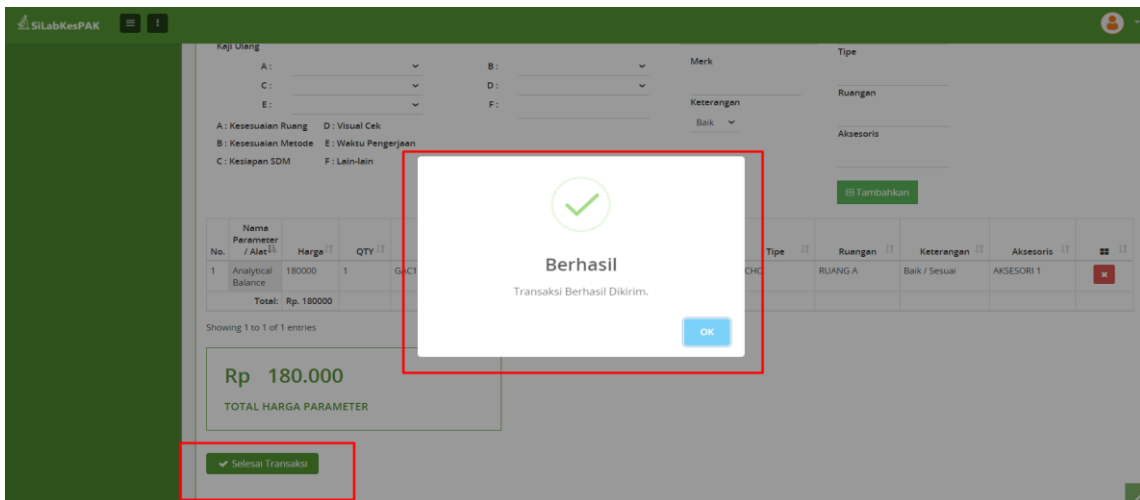 SiLabKesPAK
Kaji Ulang
A :
B :
C :
D :
E :
F :
A : Kesesuaian Ruang D : Visual Cek
B : Kesesuaian Metode E : Waktu Pengerjaan
C : Kesiapan SDM F : Lain-lain
Merk
Keterangan
Baik
Tipe
Ruangan
Aksesoris
Tambahkan
No. Nama Parameter / Alat Harga QTY Tipe Ruangan Keterangan Aksesoris
1 Analytical Balance 180000 1 RUANG A Baik / Sesuai AKSESORI 1
Total: Rp. 180000
Showing 1 to 1 of 1 entries
Berhasil
Transaksi Berhasil Dikirim.
OK
Rp 180.000
TOTAL HARGA PARAMETER
Selesai Transaksi